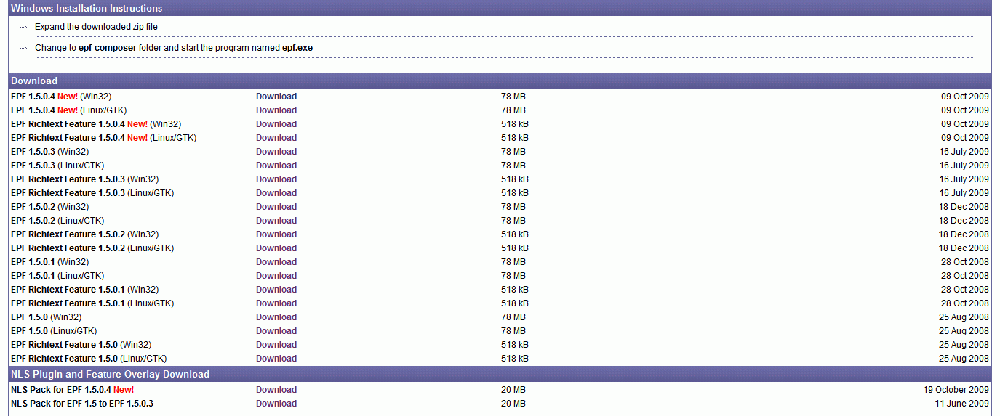 Windows Installation Instructions
Expand the downloaded zip file
Change to epf-composer folder and start the program named epf.exe
Download
EPF 1.5.0.4 New! (Win32) Download 78 MB 09 Oct 2009
EPF 1.5.0.4 New! (Linux/GTK) Download 78 MB 09 Oct 2009
EPF Richtext Feature 1.5.0.4 New! (Win32) Download 518 kB 09 Oct 2009
EPF Richtext Feature 1.5.0.4 New! (Linux/GTK) Download 518 kB 09 Oct 2009
EPF 1.5.0.3 (Win32) Download 78 MB 16 July 2009
EPF 1.5.0.3 (Linux/GTK) Download 78 MB 16 July 2009
EPF Richtext Feature 1.5.0.3 (Win32) Download 518 kB 16 July 2009
EPF Richtext Feature 1.5.0.3 (Linux/GTK) Download 518 kB 16 July 2009
EPF 1.5.0.2 (Win32) Download 78 MB 18 Dec 2008
EPF 1.5.0.2 (Linux/GTK) Download 78 MB 18 Dec 2008
EPF Richtext Feature 1.5.0.2 (Win32) Download 518 kB 18 Dec 2008
EPF Richtext Feature 1.5.0.2 (Linux/GTK) Download 518 kB 18 Dec 2008
EPF 1.5.0.1 (Win32) Download 78 MB 28 Oct 2008
EPF 1.5.0.1 (Linux/GTK) Download 78 MB 28 Oct 2008
EPF Richtext Feature 1.5.0.1 (Win32) Download 518 kB 28 Oct 2008
EPF Richtext Feature 1.5.0.1 (Linux/GTK) Download 518 kB 28 Oct 2008
EPF 1.5.0 (Win32) Download 78 MB 25 Aug 2008
EPF 1.5.0 (Linux/GTK) Download 78 MB 25 Aug 2008
EPF Richtext Feature 1.5.0 (Win32) Download 518 kB 25 Aug 2008
EPF Richtext Feature 1.5.0 (Linux/GTK) Download 518 kB 25 Aug 2008
NLS Plugin and Feature Overlay Download
NLS Pack for EPF 1.5.0.4 New! Download 20 MB 19 October 2009
NLS Pack for EPF 1.5 to EPF 1.5.0.3 Download 20 MB 11 June 2009